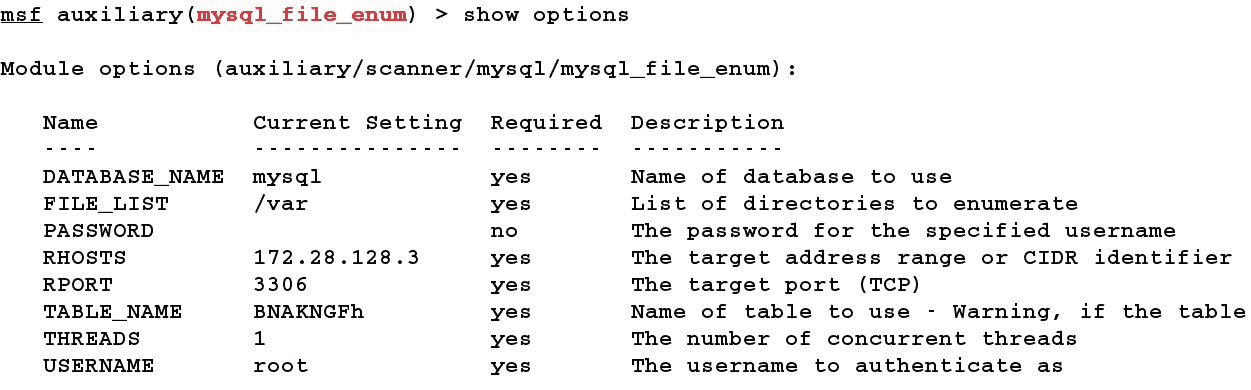 msf auxiliary(mysql_file_enum) > show options
Module options (auxiliary/scanner/mysql/mysql_file_enum):
Name Current Setting Required Description
---- --------------- -------- -----------
DATABASE_NAME mysql yes Name of database to use
FILE_LIST /var yes List of directories to enumerate
PASSWORD no The password for the specified username
RHOSTS 172.28.128.3 yes The target address range or CIDR identifier
RPORT 3306 yes The target port (TCP)
TABLE_NAME BNAKNGFh yes Name of table to use - Warning, if the table
THREADS 1 yes The number of concurrent threads
USERNAME root yes The username to authenticate as